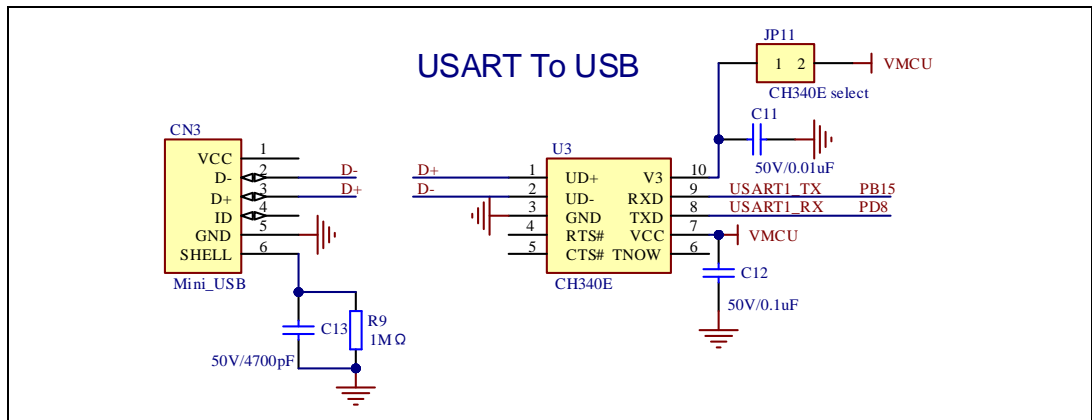 USART To USB
JP11
1 2
VMCU
CH340E select
C11
50V/0.01uF
CN3
VCC 1
D- 2 D-
D+ 3 D+
ID 4
GND 5
SHELL 6
Mini_USB
C13
50V/4700pF
R9
1MΩ
U3
D+ 1 UD+ V3 10
D- 2 UD- RXD 9 USART1_TX PB15
3 GND TXD 8 USART1_RX PD8
4 RTS# VCC 7 VMCU
5 CTS# TNOW 6
CH340E
C12
50V/0.1uF